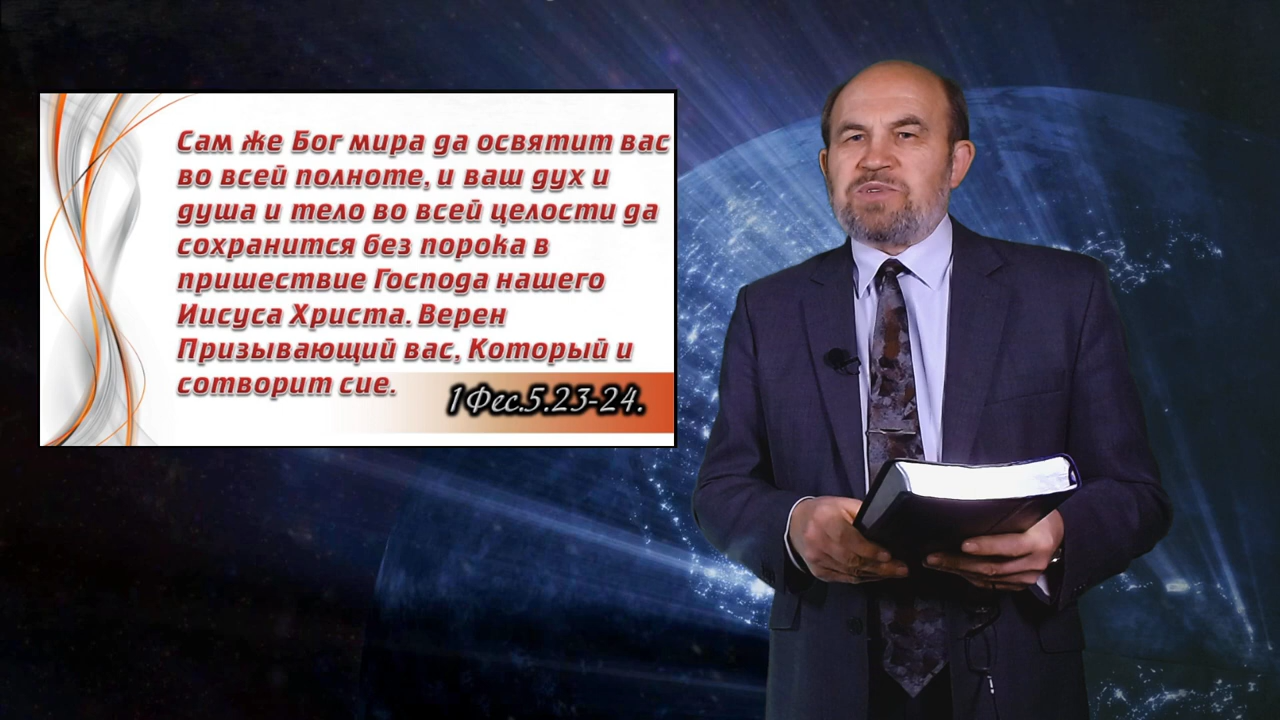 Сам же Бог мира да освятит вас
во всей полноте, и ваш дух и
душа и тело во всей целости да
сохранится без порока в
пришествие Господа нашего
Иисуса Христа. Верен
Призывающий вас, Который и
сотворит сие.
1Фес.5.23-24.